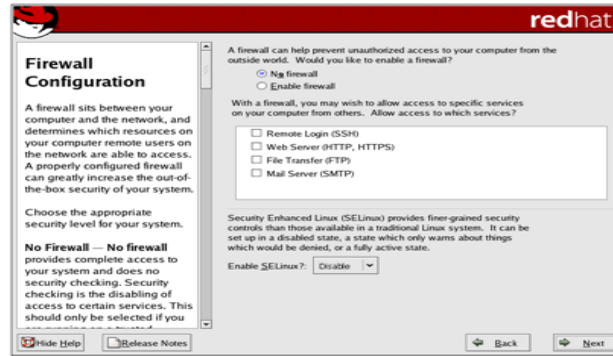 redhat
Firewall
Configuration
A firewall sits between your
computer and the network, and
determines which resources on
your computer remote users on
the network are able to access.
A properly configured firewall
can greatly increase the out-of-
the-box security of your system.
Choose the appropriate
security level for your system.
No Firewall — No firewall
provides complete access to
your system and does no
security checking. Security
checking is the disabling of
access to certain services. This
should only be selected if you
A firewall can help prevent unauthorized access to your computer from the
outside world. Would you like to enable a firewall?
No firewall
Enable firewall
With a firewall, you may wish to allow access to specific services
on your computer from others. Allow access to which services?
Remote Login (SSH)
Web Server (HTTP, HTTPS)
File Transfer (FTP)
Mail Server (SMTP)
Security Enhanced Linux (SELinux) provides finer-grained security
controls than those available in a traditional Linux system. It can be
set up in a disabled state, a state which only warns about things
which would be denied, or a fully active state.
Enable SELinux?: Disable
Hide Help
Release Notes
Back
Next